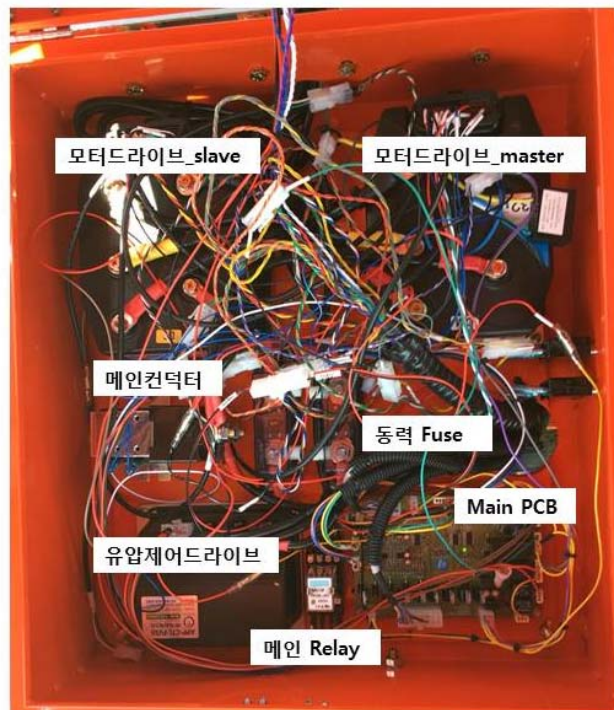 모터드라이브_slave
모터드라이브_master
메인컨덕터
동력 Fuse
Main PCB
유압제어드라이브
메인 Relay